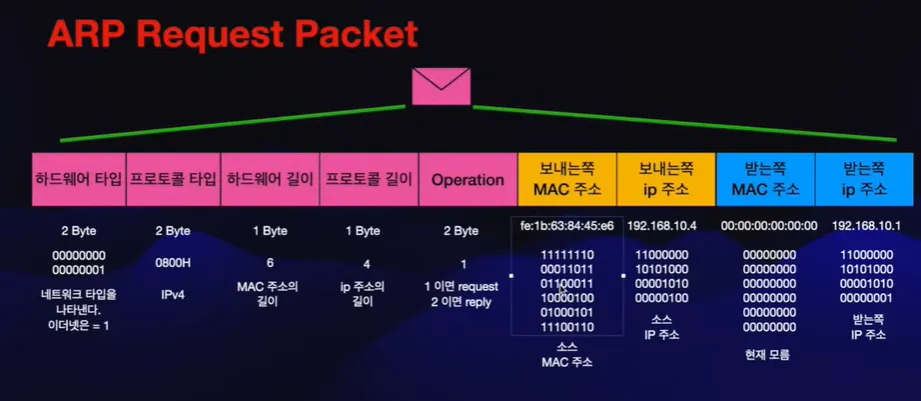 ARP Request Packet
하드웨어 타입
프로토콜 타입
하드웨어 길이
프로토콜 길이
Operation
보내는쪽
MAC 주소
보내는쪽
ip 주소
받는쪽
MAC 주소
받는쪽
ip 주소
2 Byte
00000000
00000001
네트워크 타입을
나타낸다.
이더넷은 = 1
2 Byte
0800H
IPv4
1 Byte
6
MAC 주소의
길이
1 Byte
4
ip 주소의
길이
2 Byte
1
1 이면 request
2 이면 reply
fe:1b:63:84:45:e6
11111110
00011011
01100011
10000100
01000101
11100110
소스
MAC 주소
192.168.10.4
11000000
10101000
00001010
00000100
소스
IP 주소
00:00:00:00:00:00
00000000
00000000
00000000
00000000
00000000
00000000
현재 모름
192.168.10.1
11000000
10101000
00001010
00000001
받는쪽
IP 주소